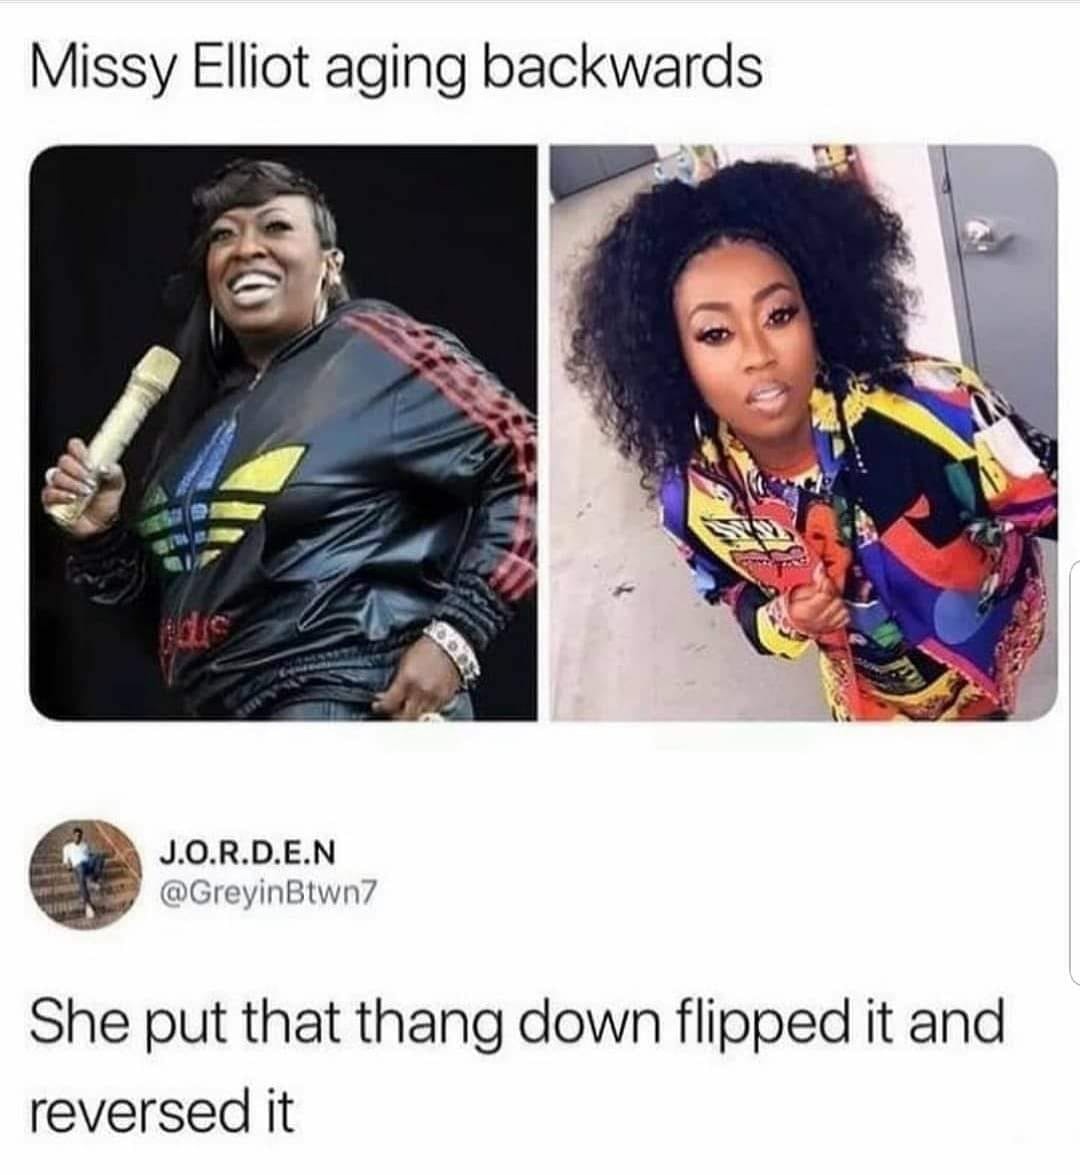 Missy Elliot aging backwards
J.O.R.D.E.N
@GreyinBtwn7
She put that thang down flipped it and
reversed it